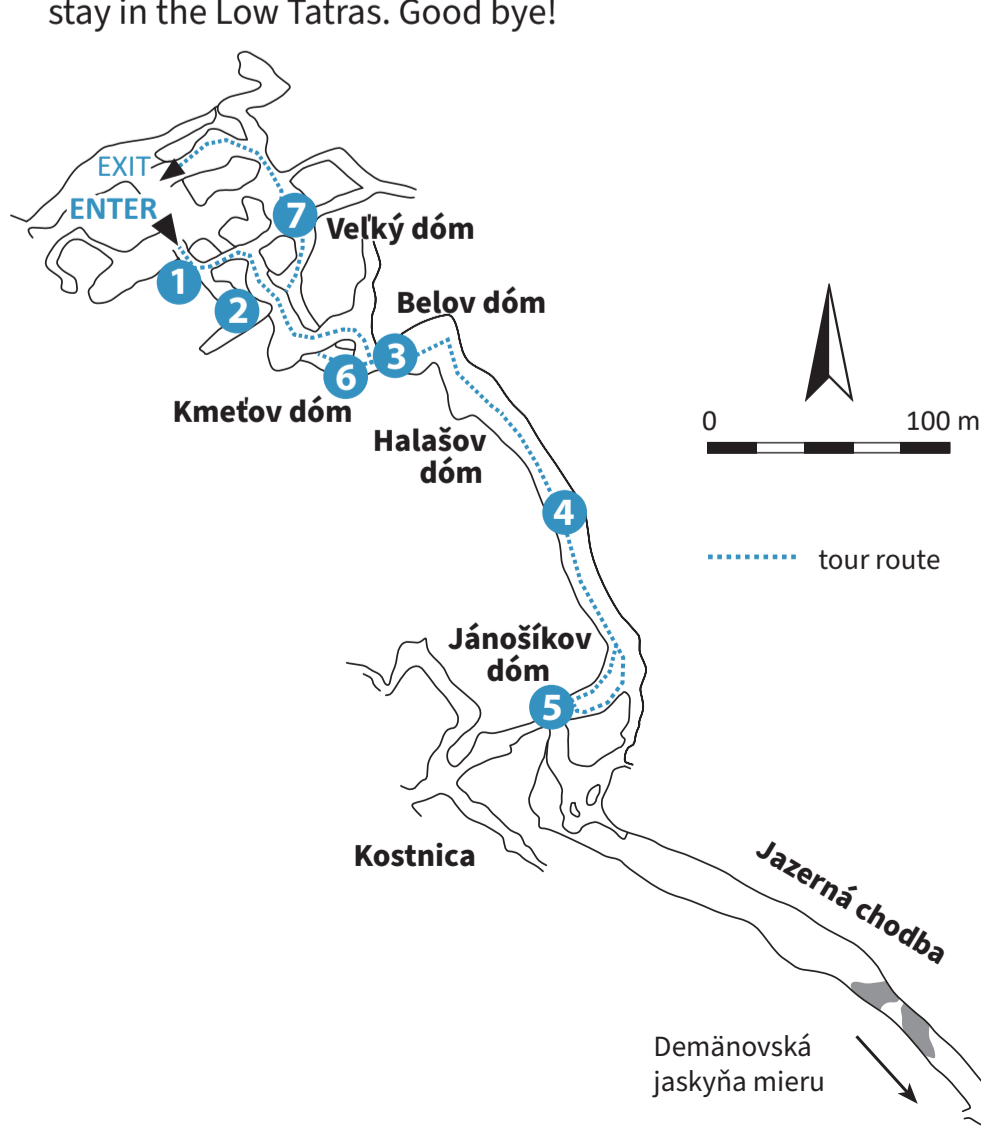 stay in the Low Tatras. Good bye!
EXIT
ENTER
7
Veľký dóm
1
2
Belov dóm
3
6
Kmeťov dóm
0 100 m
Halašov
dóm
4
tour route
Jánošíkov
dóm
5
Kostnica
Jazerná chodba
Demänovská
jaskyňa mieru